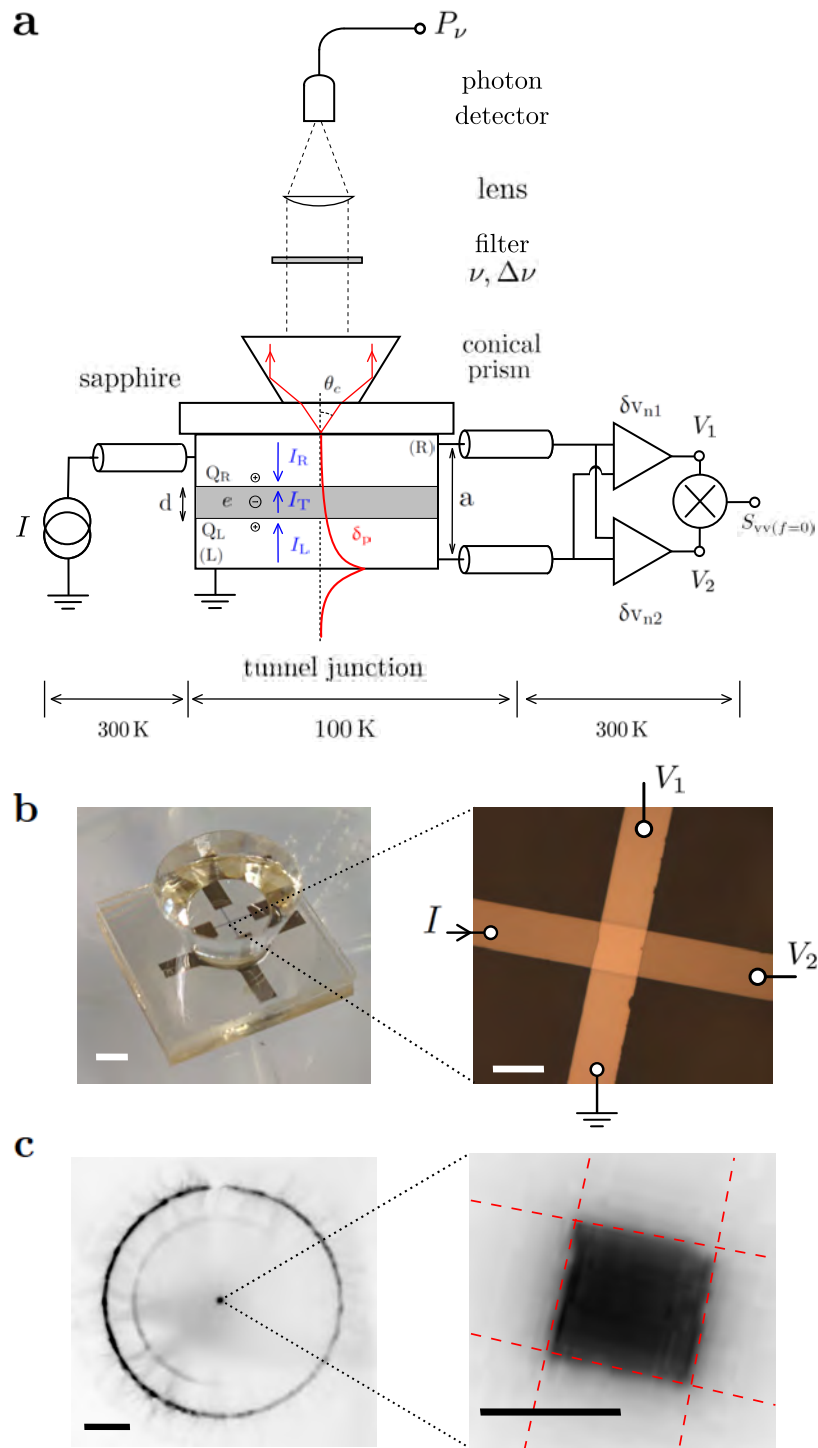 a
P_ν
photon
detector
lens
filter
ν, Δν
conical
prism
sapphire
θ_c
δv_n1
V_1
(R)
I_R
Q_R ⊕
d
e ⊖
I_T
a
I
Q_L ⊕
(L)
I_L
δ_p
S_vv(f=0)
V_2
δv_n2
tunnel junction
300 K
100 K
300 K
b
V_1
I
V_2
c